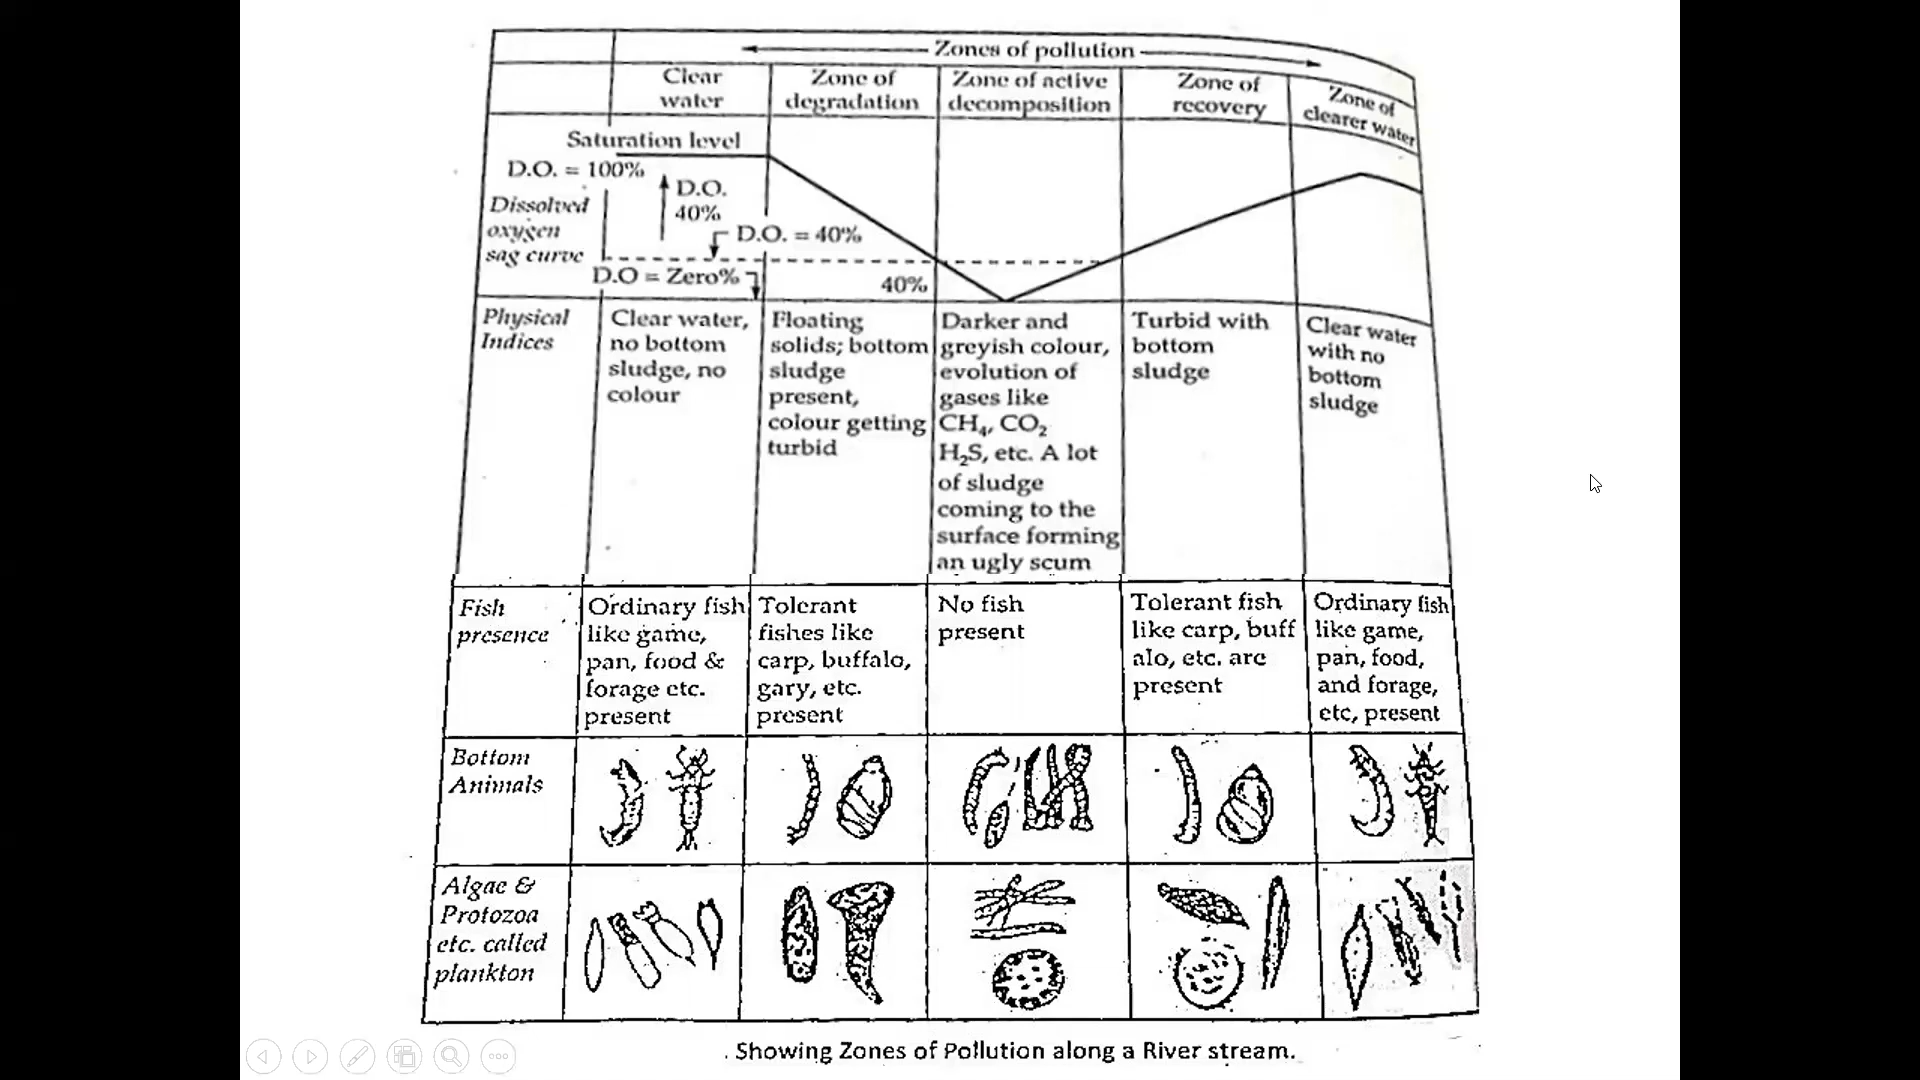 Zones of pollution
Clear
water
Zone of
degradation
Zone of active
decomposition
Zone of
recovery
Zone of
clearer water
Saturation level
D.O. = 100%
D.O.
40%
Dissolved
oxygen
sag curve
D.O. = 40%
D.O = Zero%
40%
Physical
Indices
Clear water,
no bottom
sludge, no
colour
Floating
solids; bottom
sludge
present,
colour getting
turbid
Darker and
greyish colour,
evolution of
gases like
CH₄, CO₂
H₂S, etc. A lot
of sludge
coming to the
surface forming
an ugly scum
Turbid with
bottom
sludge
Clear water
with no
bottom
sludge
Fish
presence
Ordinary fish
like game,
pan, food &
forage etc.
present
Tolerant
fishes like
carp, buffalo,
gary, etc.
present
No fish
present
Tolerant fish
like carp, buff
alo, etc. are
present
Ordinary fish
like game,
pan, food,
and forage,
etc, present
Bottom
Animals
Algae &
Protozoa
etc. called
plankton
. Showing Zones of Pollution along a River stream.